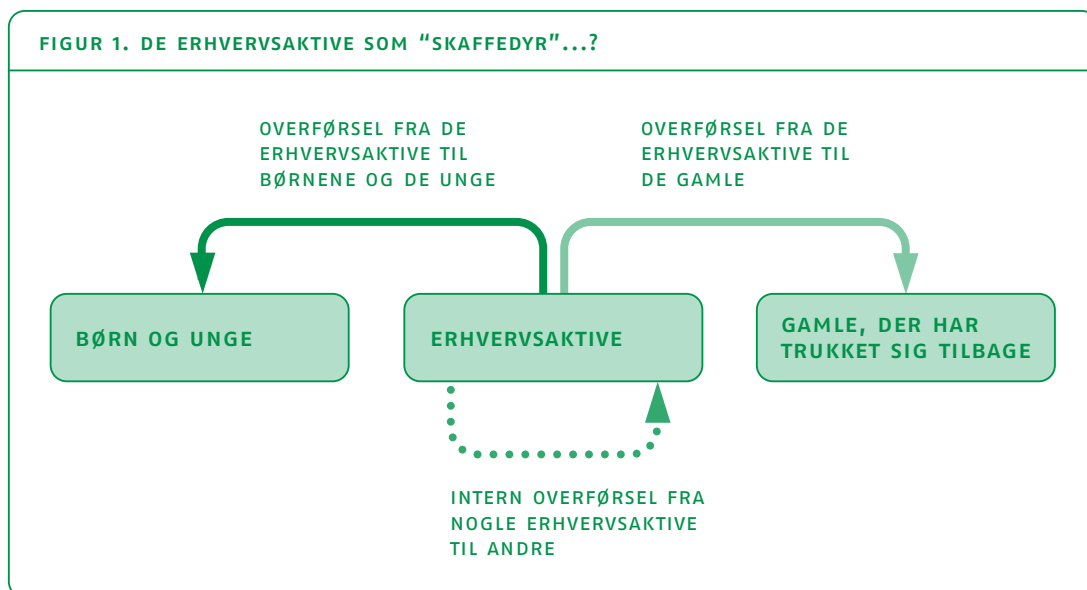 FIGUR 1. DE ERHVERVSAKTIVE SOM “SKAFFEDYR”...?
OVERFØRSEL FRA DE
ERHVERVSAKTIVE TIL
BØRNENE OG DE UNGE
OVERFØRSEL FRA DE
ERHVERVSAKTIVE TIL
DE GAMLE
BØRN OG UNGE
ERHVERVSAKTIVE
GAMLE, DER HAR
TRUKKET SIG TILBAGE
INTERN OVERFØRSEL FRA
NOGLE ERHVERVSAKTIVE
TIL ANDRE